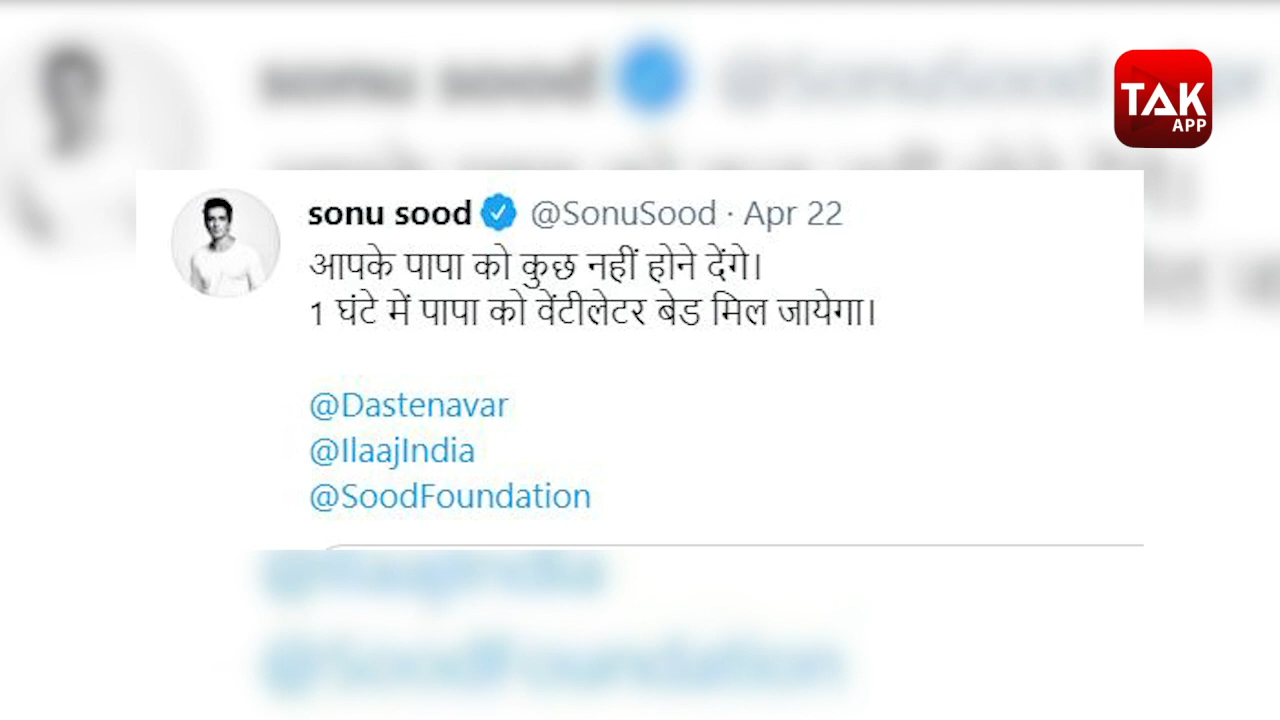 TAK
APP
sonu sood @SonuSood · Apr 22
आपके पापा को कुछ नहीं होने देंगे।
1 घंटे में पापा को वेंटीलेटर बेड मिल जायेगा।
@Dastenavar
@IlaajIndia
@SoodFoundation